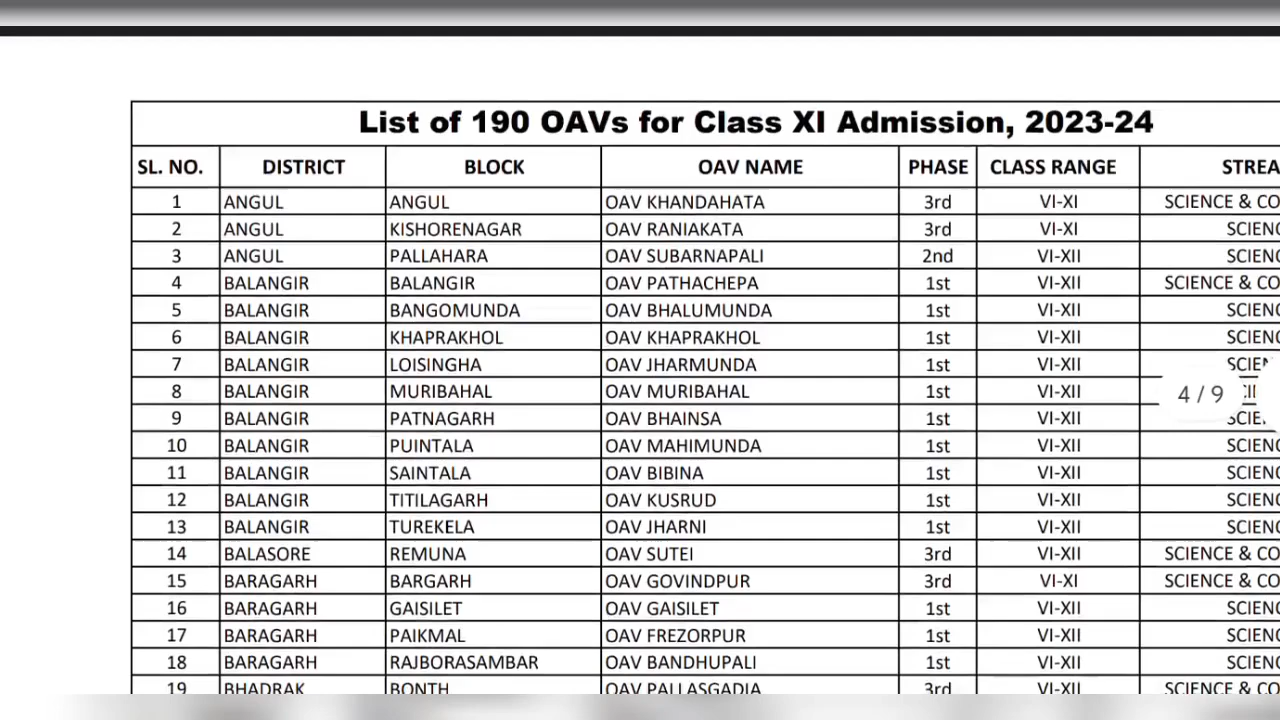 List of 190 OAVs for Class XI Admission, 2023-24
SL. NO. DISTRICT BLOCK OAV NAME PHASE CLASS RANGE STREA
1 ANGUL ANGUL OAV KHANDAHATA 3rd VI-XI SCIENCE & CO
2 ANGUL KISHORENAGAR OAV RANIAKATA 3rd VI-XI SCIENC
3 ANGUL PALLAHARA OAV SUBARNAPALI 2nd VI-XII SCIENC
4 BALANGIR BALANGIR OAV PATHACHEPA 1st VI-XII SCIENCE & CO
5 BALANGIR BANGOMUNDA OAV BHALUMUNDA 1st VI-XII SCIENC
6 BALANGIR KHAPRAKHOL OAV KHAPRAKHOL 1st VI-XII SCIENC
7 BALANGIR LOISINGHA OAV JHARMUNDA 1st VI-XII SCIEN
8 BALANGIR MURIBAHAL OAV MURIBAHAL 1st VI-XII
4 / 9
9 BALANGIR PATNAGARH OAV BHAINSA 1st VI-XII SCIE
10 BALANGIR PUINTALA OAV MAHIMUNDA 1st VI-XII SCIENC
11 BALANGIR SAINTALA OAV BIBINA 1st VI-XII SCIENC
12 BALANGIR TITILAGARH OAV KUSRUD 1st VI-XII SCIENC
13 BALANGIR TUREKELA OAV JHARNI 1st VI-XII SCIENC
14 BALASORE REMUNA OAV SUTEI 3rd VI-XII SCIENCE & CO
15 BARAGARH BARGARH OAV GOVINDPUR 3rd VI-XI SCIENCE & CO
16 BARAGARH GAISILET OAV GAISILET 1st VI-XII SCIENC
17 BARAGARH PAIKMAL OAV FREZORPUR 1st VI-XII SCIENC
18 BARAGARH RAJBORASAMBAR OAV BANDHUPALI 1st VI-XII SCIENC
19 BHADRAK BONTH OAV PALLASGADIA 3rd VI-XII SCIENCE & CO